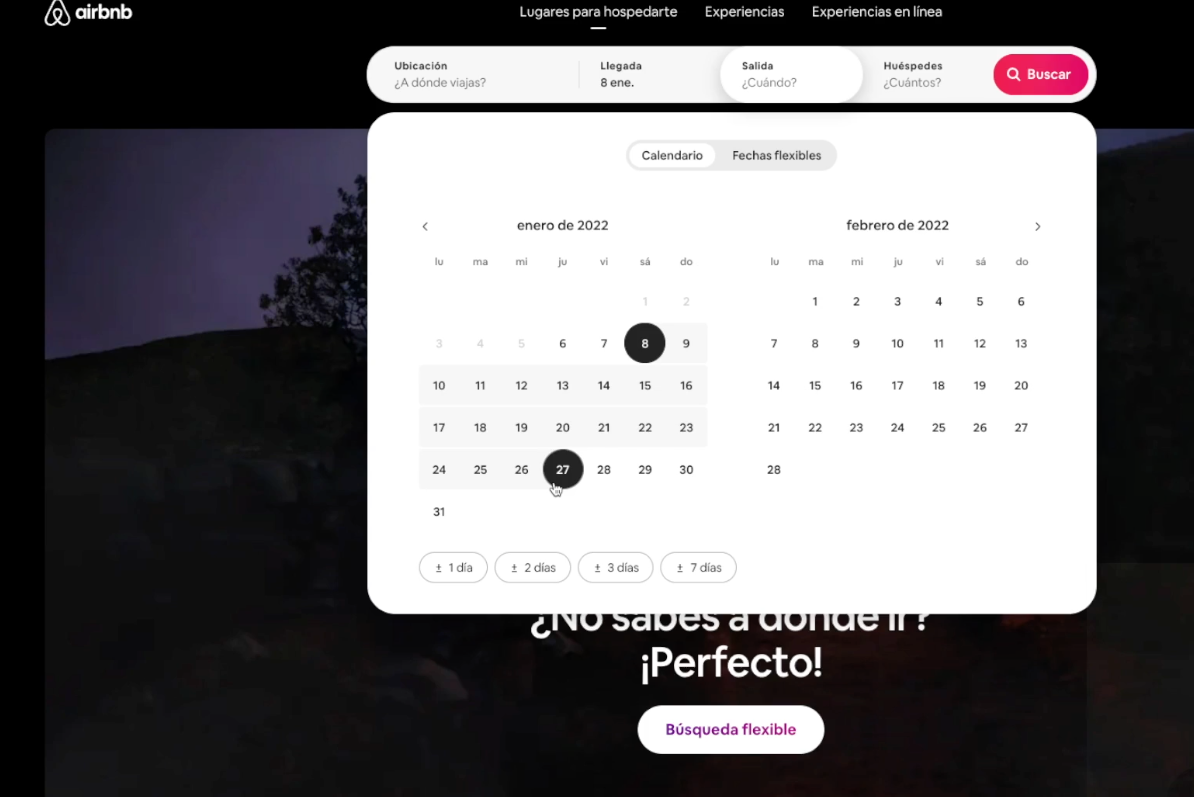 airbnb
Lugares para hospedarte Experiencias Experiencias en línea
Ubicación Llegada Salida Huéspedes
¿A dónde viajas? 8 ene. ¿Cuándo? ¿Cuántos?
Buscar
Calendario Fechas flexibles
enero de 2022
lu ma mi ju vi sá do
1 2
3 4 5 6 7 8 9
10 11 12 13 14 15 16
17 18 19 20 21 22 23
24 25 26 27 28 29 30
31
febrero de 2022
lu ma mi ju vi sá do
1 2 3 4 5 6
7 8 9 10 11 12 13
14 15 16 17 18 19 20
21 22 23 24 25 26 27
28
± 1 día ± 2 días ± 3 días ± 7 días
¿No sabes a dónde ir?
¡Perfecto!
Búsqueda flexible